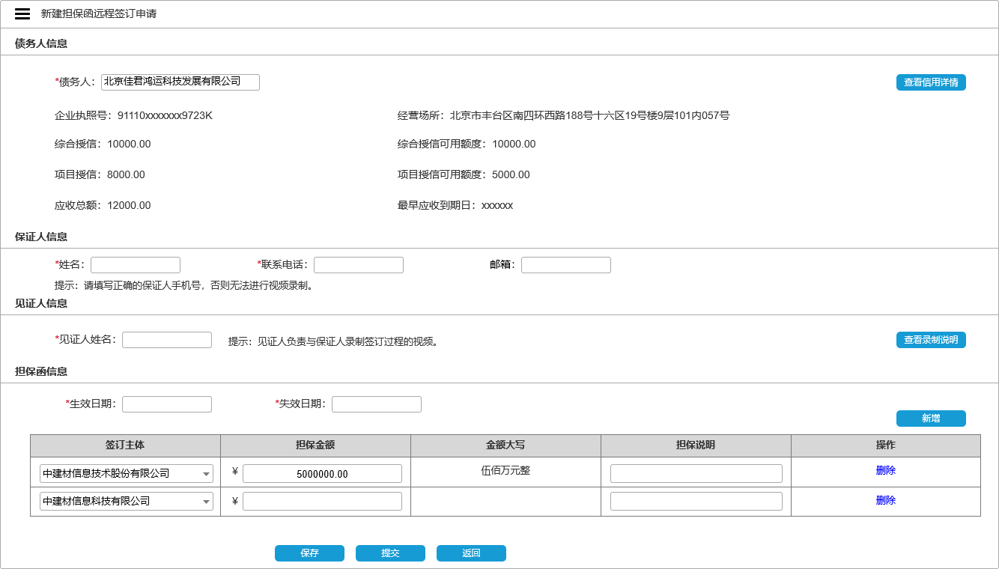 新建担保函远程签订申请
债务人信息
*债务人： 北京佳君鸿运科技发展有限公司 查看信用详情
企业执照号：91110xxxxxxx9723K 经营场所：北京市丰台区南四环西路188号十六区19号楼9层101内057号
综合授信：10000.00 综合授信可用额度：10000.00
项目授信：8000.00 项目授信可用额度：5000.00
应收总额：12000.00 最早应收到期日：xxxxxx
保证人信息
*姓名： *联系电话： 邮箱：
提示：请填写正确的保证人手机号，否则无法进行视频录制。
见证人信息
*见证人姓名： 提示：见证人负责与保证人录制签订过程的视频。 查看录制说明
担保函信息
*生效日期： *失效日期：
新增
签订主体 担保金额 金额大写 担保说明 操作
中建材信息技术股份有限公司 ¥ 5000000.00 伍佰万元整 删除
中建材信息科技有限公司 ¥ 删除
保存 提交 返回